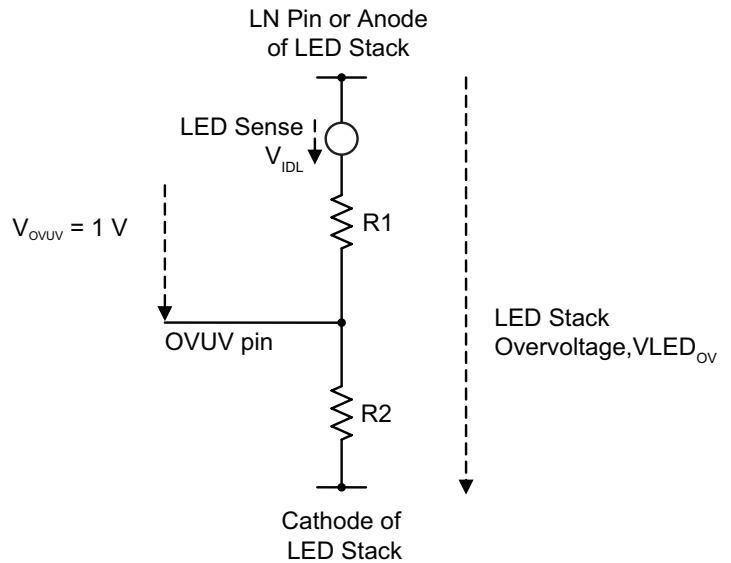 LN Pin or Anode
of LED Stack
LED Sense
V_IDL
R1
V_OVUV = 1 V
OVUV pin
LED Stack
Overvoltage,VLED_OV
R2
Cathode of
LED Stack